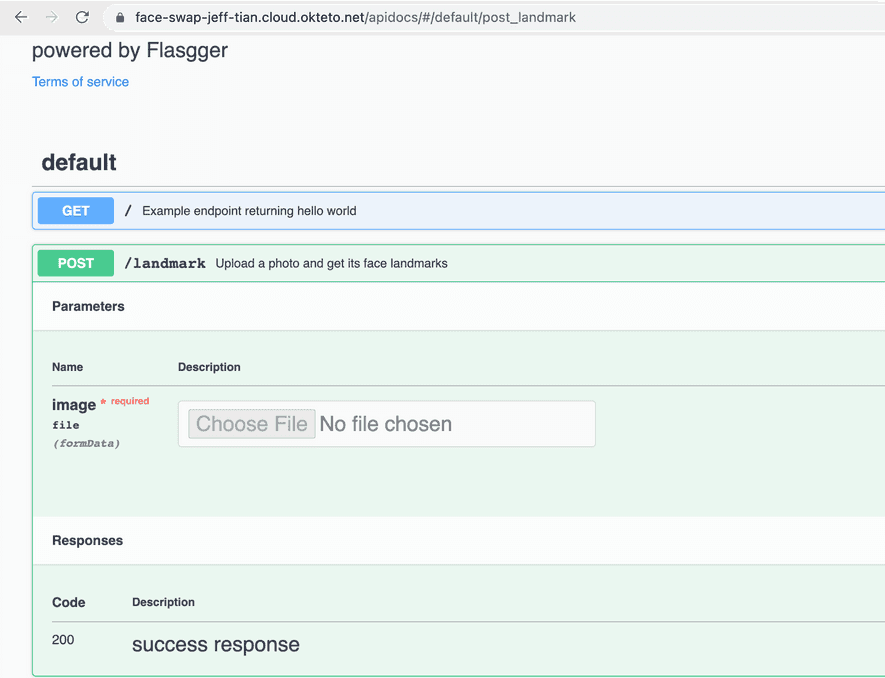 face-swap-jeff-tian.cloud.okteto.net/apidocs/#/default/post_landmark
powered by Flasgger
Terms of service
default
GET / Example endpoint returning hello world
POST /landmark Upload a photo and get its face landmarks
Parameters
Name Description
image * required
file
(formData)
Choose File No file chosen
Responses
Code Description
200 success response